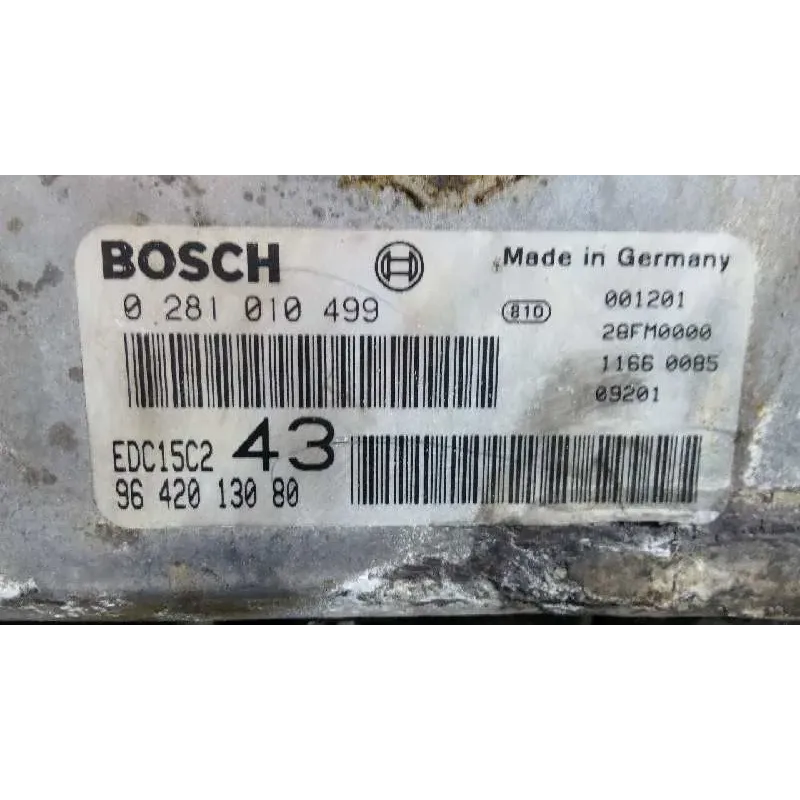 BOSCH
Made in Germany
0 281 010 499
810
001201
28FM0000
1166 0085
09201
EDC15C2 43
96 420 130 80